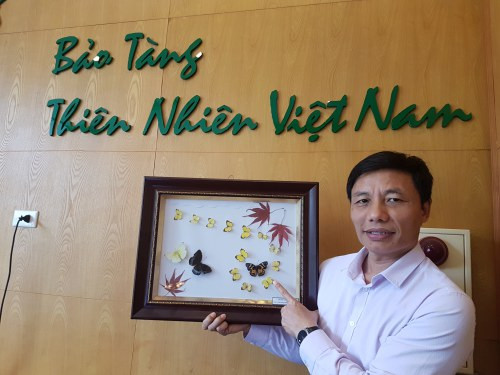 Bảo Tàng
Thiên Nhiên Việt Nam